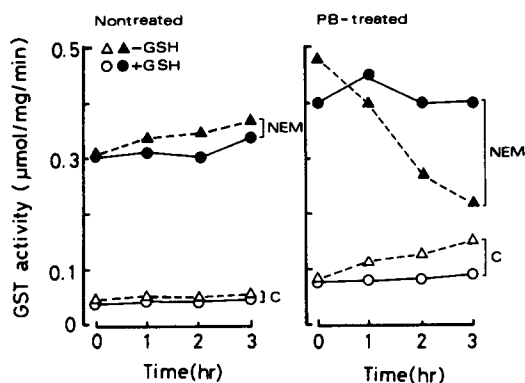 Nontreated
PB-treated
△ ▲ -GSH
○ ● +GSH
GST activity (μmol/mg/min)
0.5
0.3
0.1
0
NEM
C
NEM
C
0 1 2 3
0 1 2 3
Time(hr)
Time(hr)